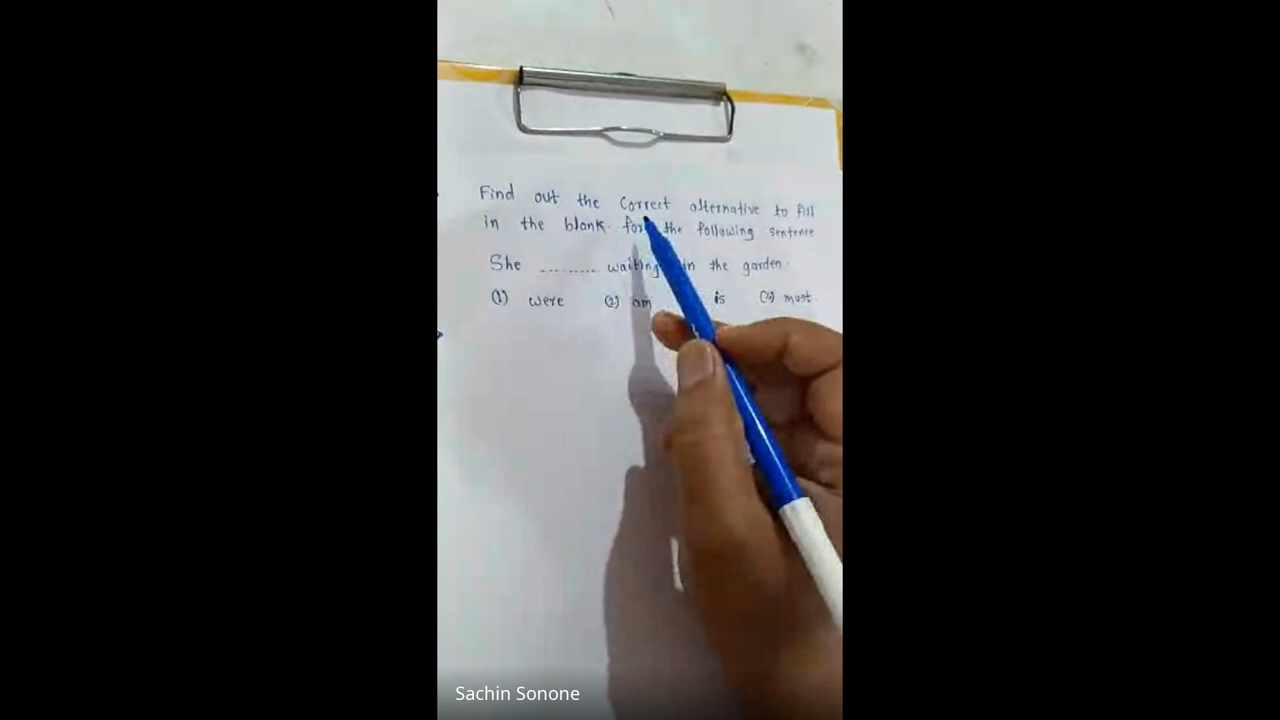 Find out the Correct alternative to fill
in the blank. for the following sentence
She ......... waiting in the garden.
(1) were (2) am is (4) must.
Sachin Sonone